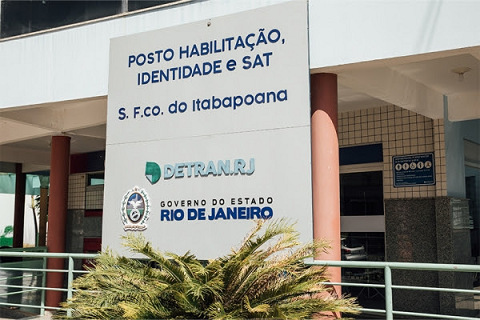 POSTO HABILITAÇÃO,
IDENTIDADE e SAT
S. F.co. do Itabapoana
DETRAN.RJ
GOVERNO DO ESTADO
RIO DE JANEIRO